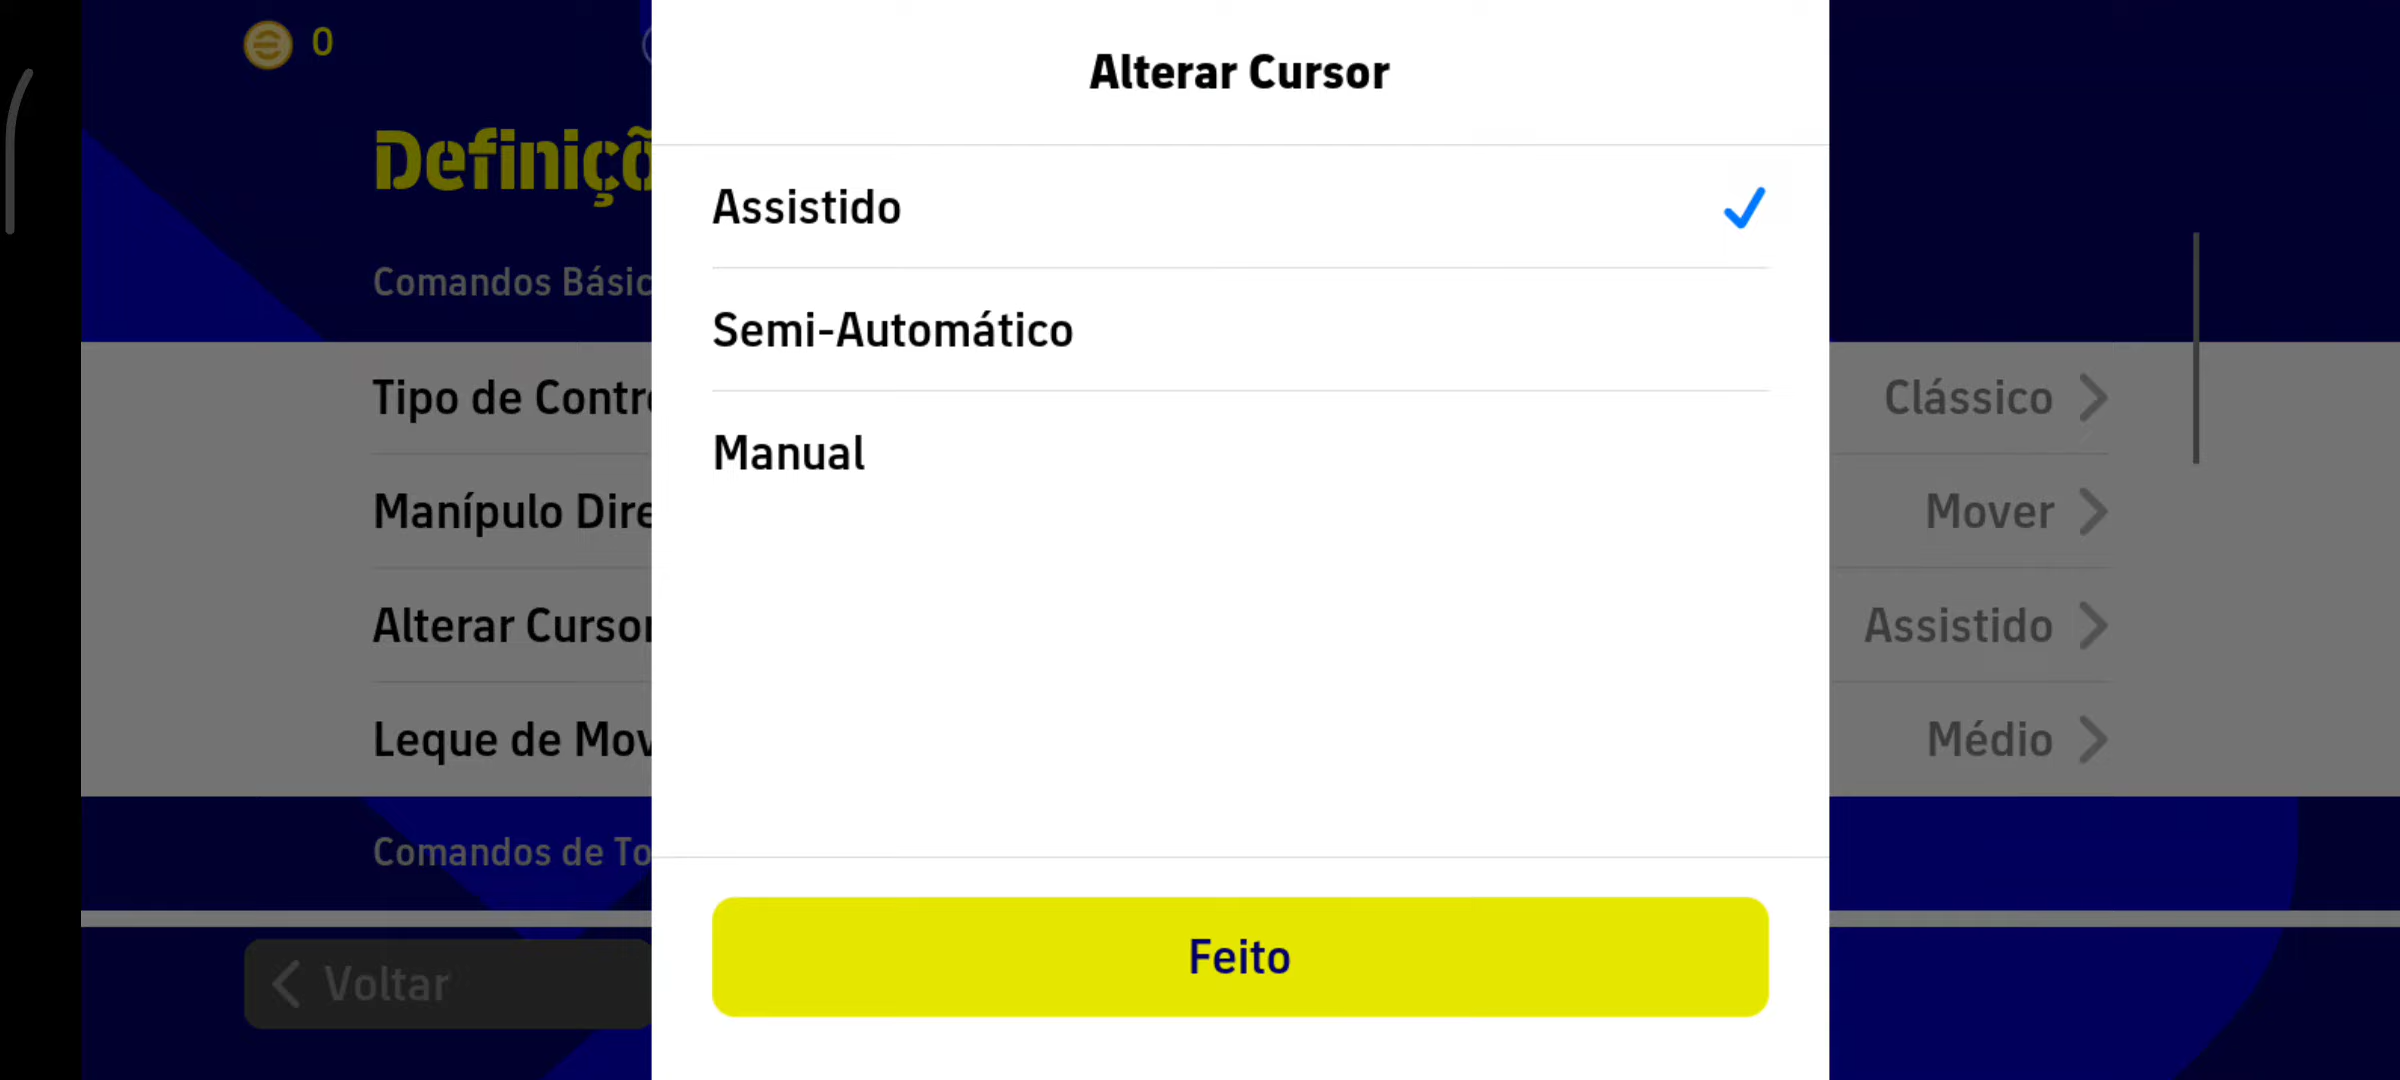 0
Alterar Cursor
Definiçõ
Comandos Básic
Assistido
Semi-Automático
Manual
Tipo de Contr
Clássico
Manípulo Dire
Mover
Alterar Cursor
Assistido
Leque de Mov
Médio
Comandos de To
Feito
Voltar